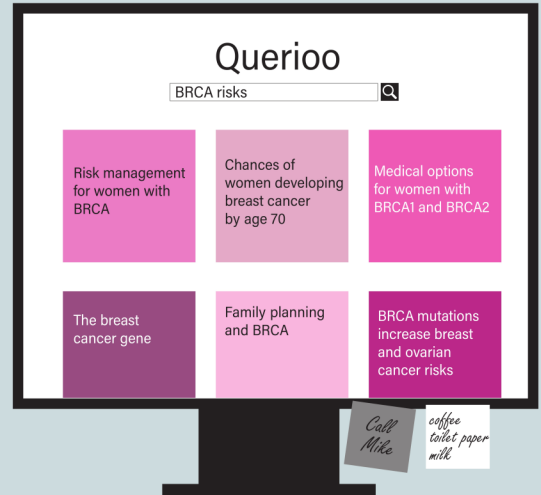 Querioo
BRCA risks
Risk management
for women with
BRCA
Chances of
women developing
breast cancer
by age 70
Medical options
for women with
BRCA1 and BRCA2
The breast
cancer gene
Family planning
and BRCA
BRCA mutations
increase breast
and ovarian
cancer risks
Call
Mike
coffee
toilet paper
milk